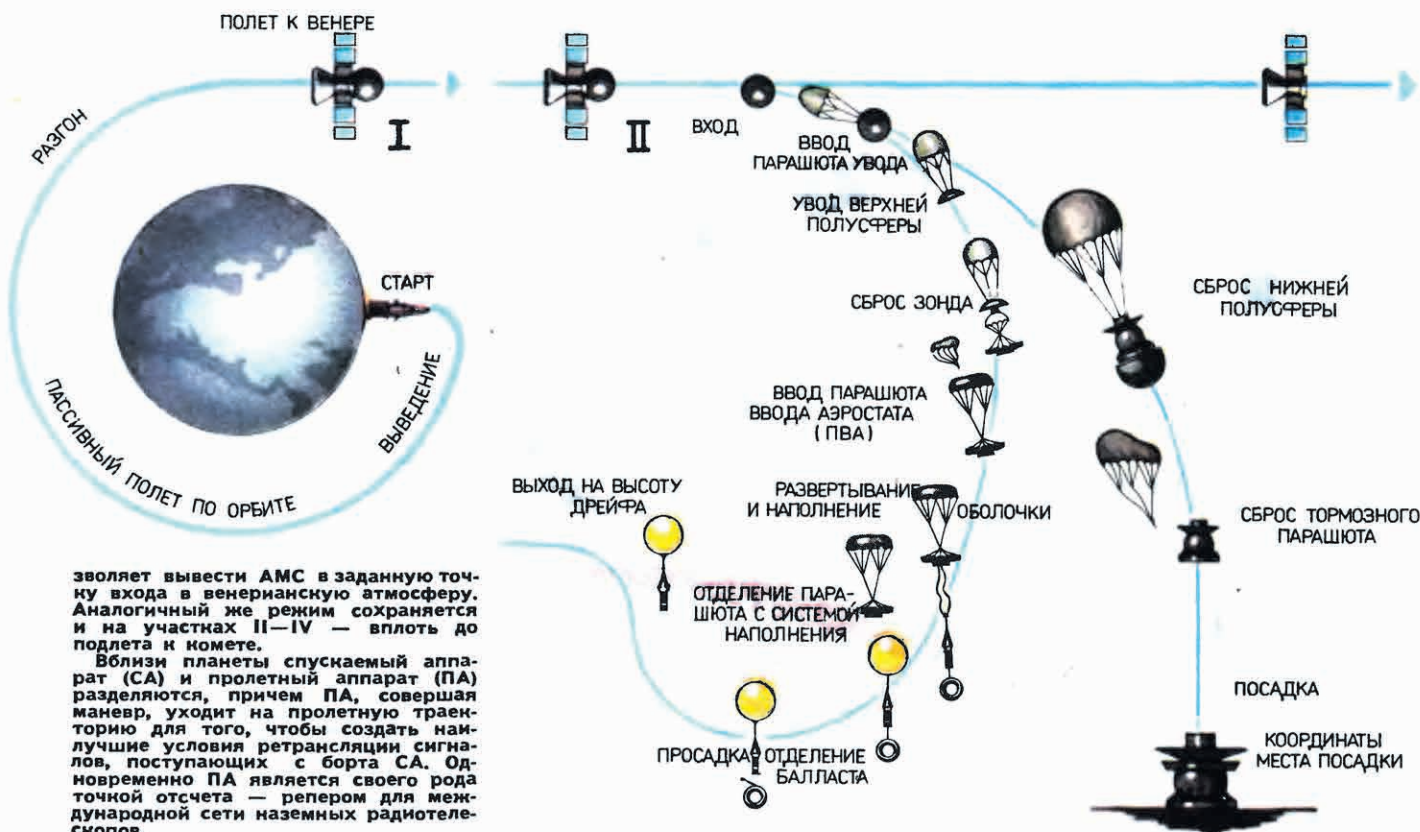 ПОЛЕТ К ВЕНЕРЕ
РАЗГОН
I
II
ВХОД
ВВОД
ПАРАШЮТА УВОДА
УВОД ВЕРХНЕЙ
ПОЛУСФЕРЫ
СТАРТ
СБРОС ЗОНДА
СБРОС НИЖНЕЙ
ПОЛУСФЕРЫ
ВЫВЕДЕНИЕ
ПАССИВНЫЙ ПОЛЕТ ПО ОРБИТЕ
ВВОД ПАРАШЮТА
ВВОДА АЭРОСТАТА
(ПВА)
ВЫХОД НА ВЫСОТУ
ДРЕЙФА
РАЗВЕРТЫВАНИЕ
И НАПОЛНЕНИЕ ОБОЛОЧКИ
СБРОС ТОРМОЗНОГО
ПАРАШЮТА
ОТДЕЛЕНИЕ ПАРА-
ШЮТА С СИСТЕМОЙ
НАПОЛНЕНИЯ
ПОСАДКА
ПРОСАДКА
ОТДЕЛЕНИЕ
БАЛЛАСТА
КООРДИНАТЫ
МЕСТА ПОСАДКИ
зволяет вывести АМС в заданную точ-
ку входа в венерианскую атмосферу.
Аналогичный же режим сохраняется
и на участках II—IV — вплоть до
подлета к комете.
Вблизи планеты спускаемый аппа-
рат (СА) и пролетный аппарат (ПА)
разделяются, причем ПА, совершая
маневр, уходит на пролетную траек-
торию для того, чтобы создать наи-
лучшие условия ретрансляции сигна-
лов, поступающих с борта СА. Од-
новременно ПА является своего рода
точкой отсчета — репером для меж-
дународной сети наземных радиотеле-
скопов